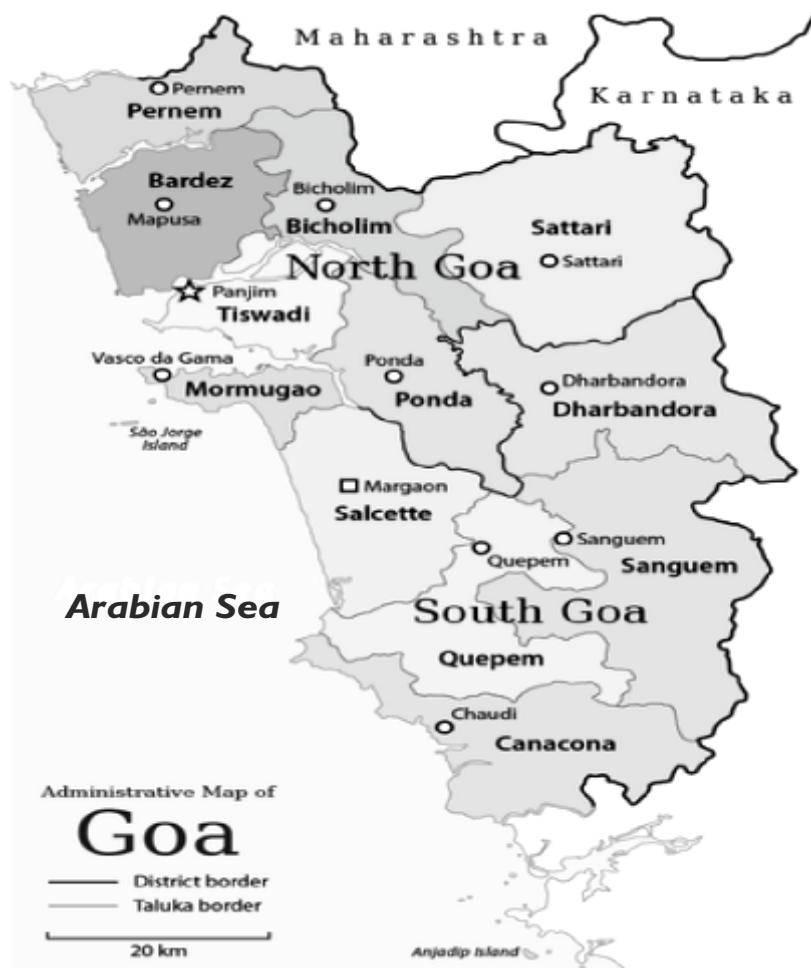 Maharashtra
Karnataka
Pernem
Pernem
Bardez
Mapusa
Bicholim
Bicholim
Sattari
Sattari
North Goa
Panjim
Tiswadi
Vasco da Gama
Mormugao
Ponda
Ponda
Dharbandora
Dharbandora
São Jorge
Island
Margaon
Salcette
Sanguem
Sanguem
Quepem
Arabian Sea
Arabian Sea
South Goa
Quepem
Chaudi
Canacona
Administrative Map of
Goa
District border
Taluka border
20 km
Anjadip Island